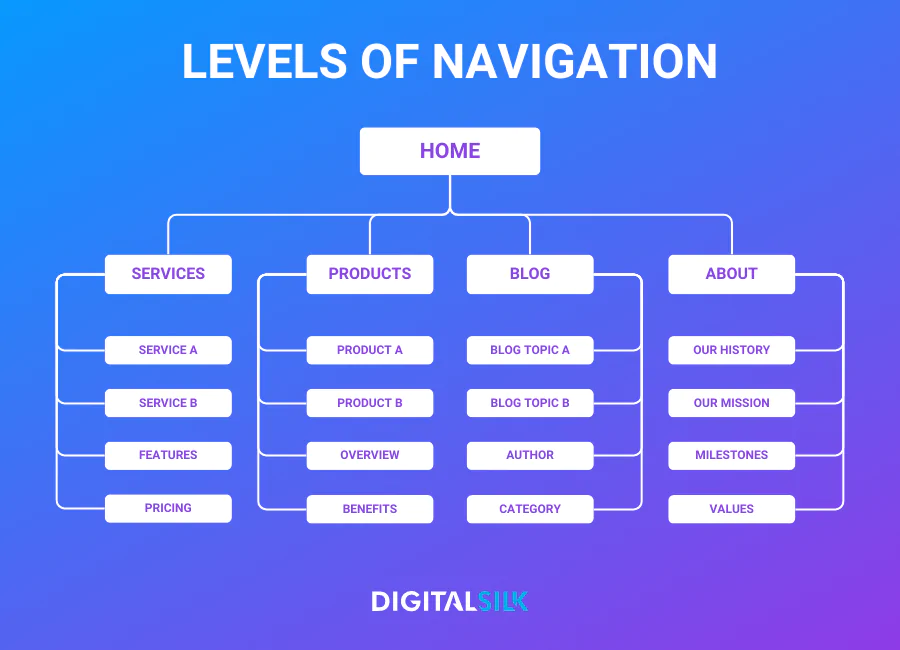 LEVELS OF NAVIGATION
HOME
SERVICES
PRODUCTS
BLOG
ABOUT
SERVICE A
PRODUCT A
BLOG TOPIC A
OUR HISTORY
SERVICE B
PRODUCT B
BLOG TOPIC B
OUR MISSION
FEATURES
OVERVIEW
AUTHOR
MILESTONES
PRICING
BENEFITS
CATEGORY
VALUES
DIGITALSILK